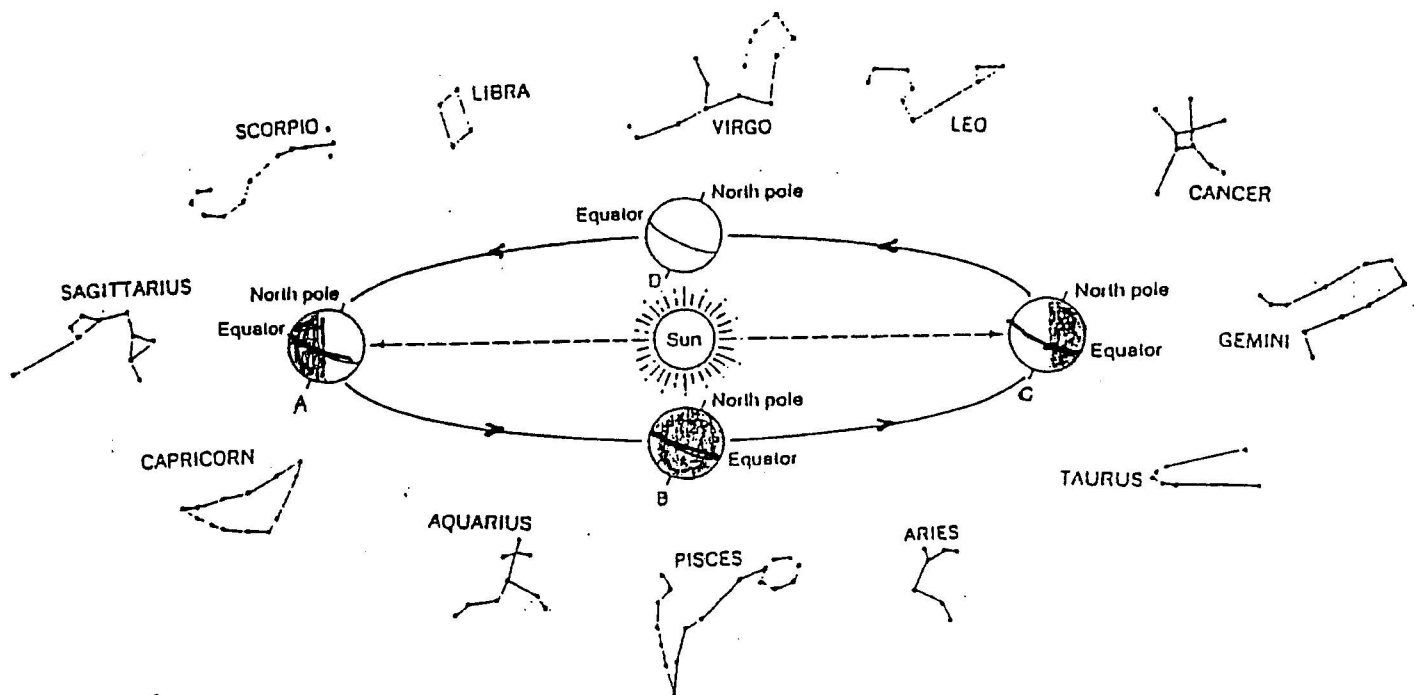 LIBRA
VIRGO
LEO
SCORPIO
CANCER
North pole
Equator
D
SAGITTARIUS
North pole
Equator
A
Sun
North pole
Equator
C
GEMINI
North pole
Equator
B
CAPRICORN
TAURUS
AQUARIUS
PISCES
ARIES